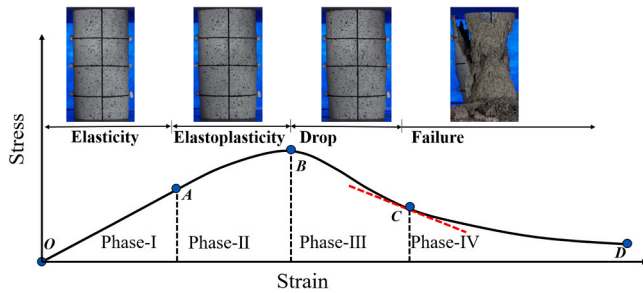 Elasticity Elastoplasticity Drop Failure
Stress
B
A
C
O
D
Phase-I Phase-II Phase-III Phase-IV
Strain